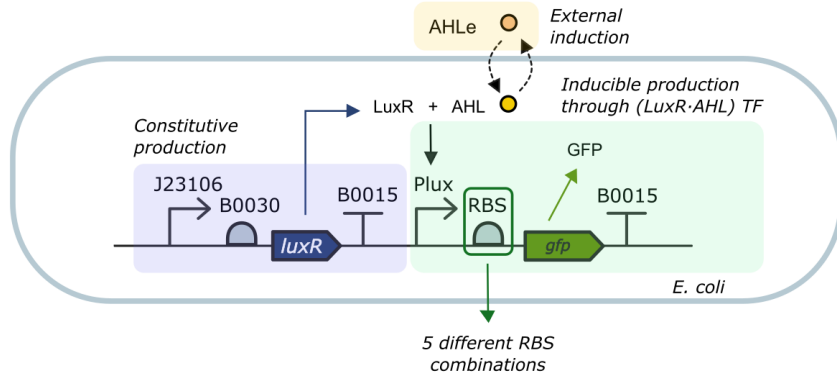 AHLe
External
induction
LuxR + AHL
Inducible production
through (LuxR·AHL) TF
Constitutive
production
GFP
J23106
B0030
B0015
Plux
RBS
B0015
luxR
gfp
E. coli
5 different RBS
combinations